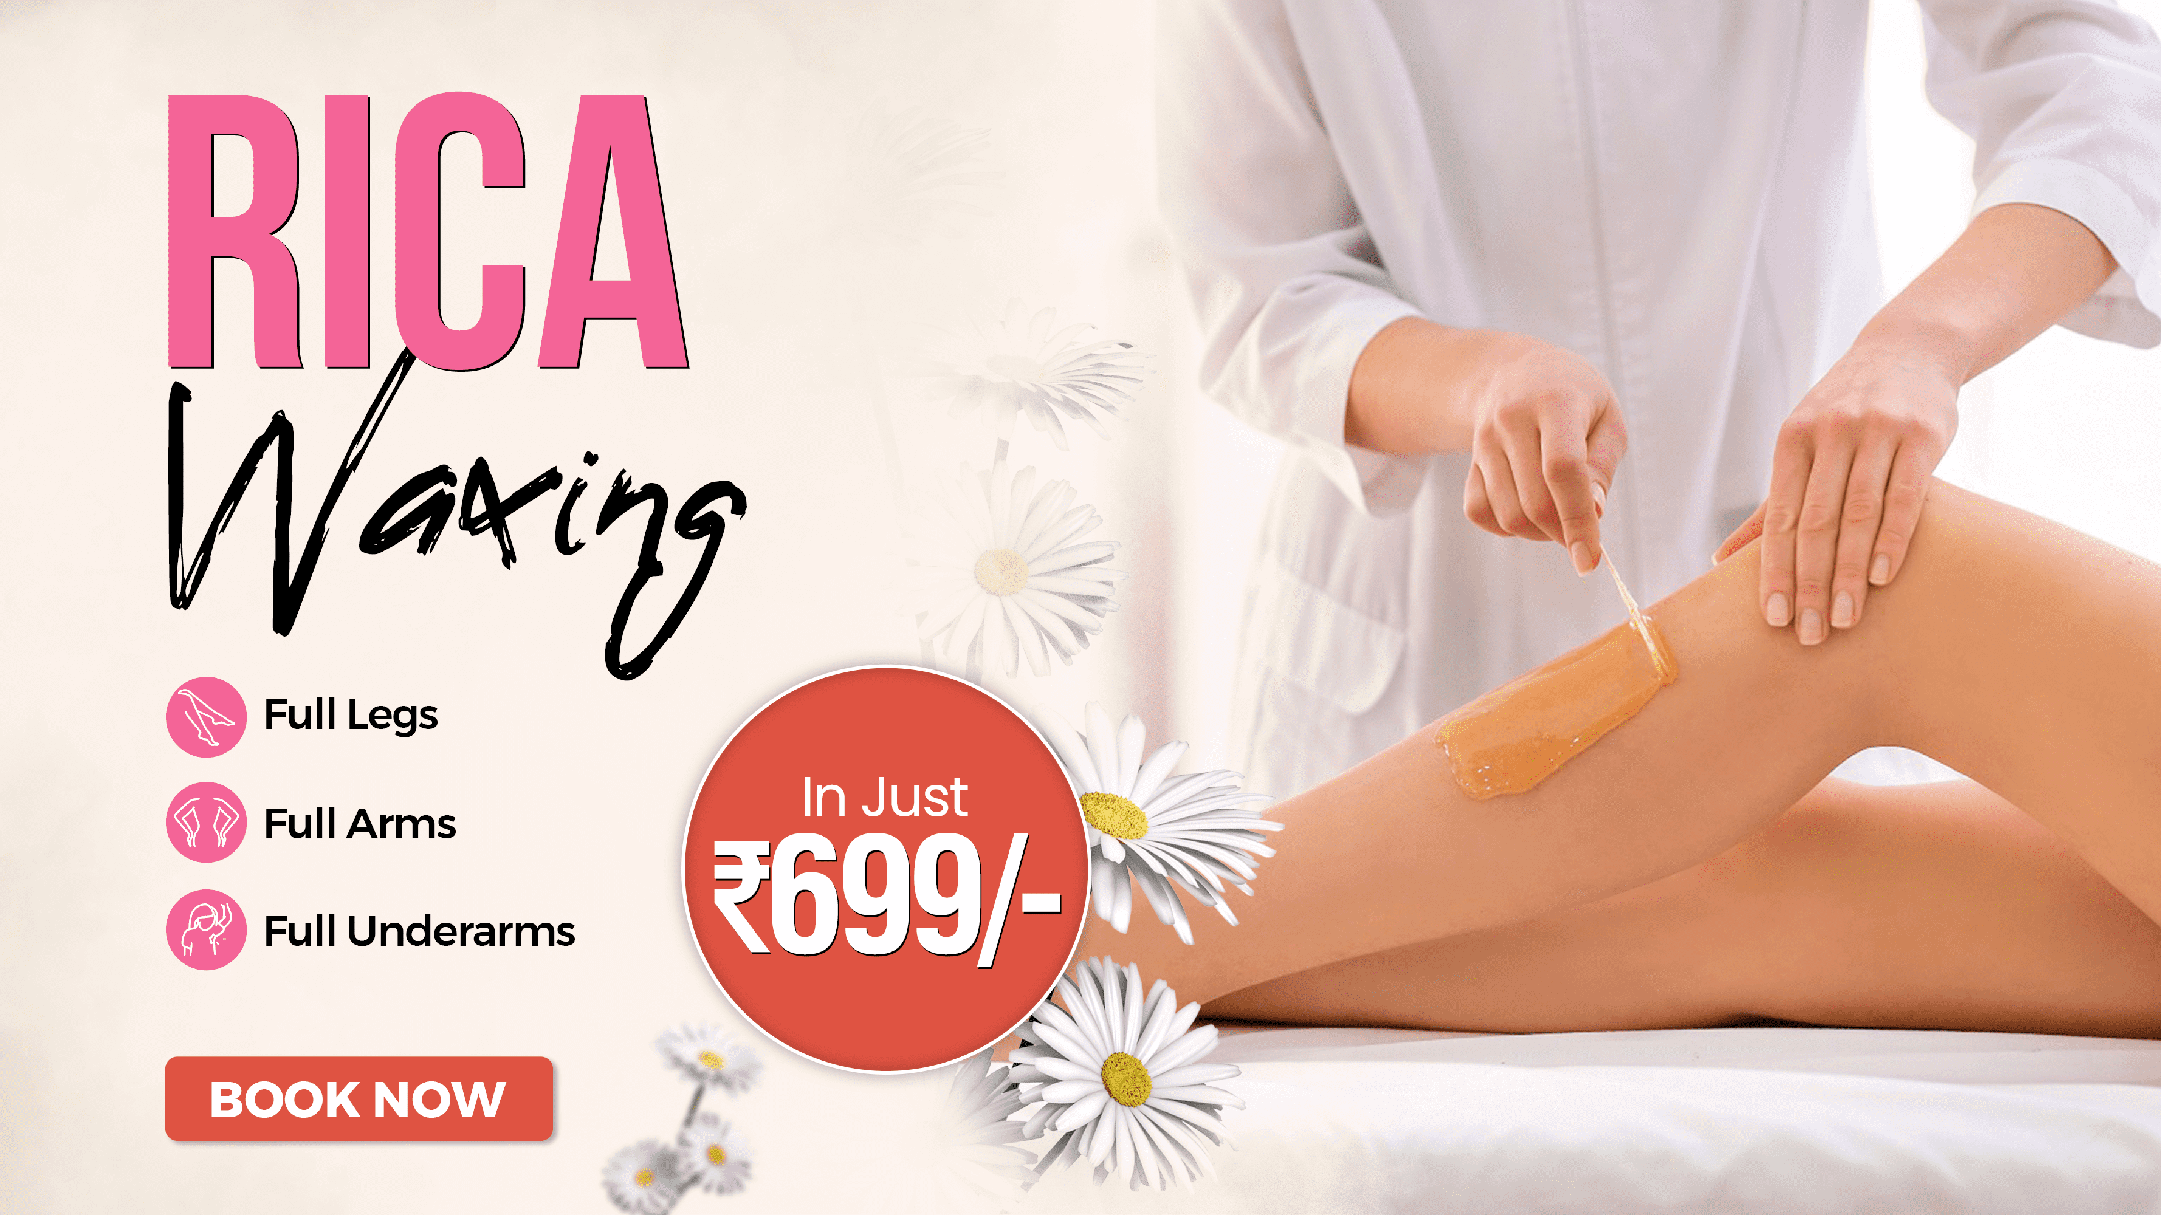 RICA
Waxing
Full Legs
Full Arms
Full Underarms
In Just
₹699/-
BOOK NOW